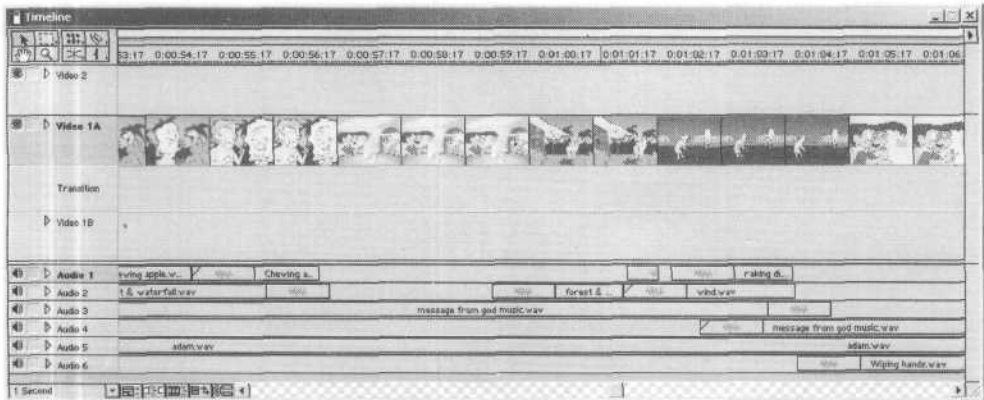 Timeline
53:17 0:00:54:17 0:00:55:17 0:00:56:17 0:00:57:17 0:00:58:17 0:00:59:17 0:01:00:17 0:01:01:17 0:01:02:17 0:01:03:17 0:01:04:17 0:01:05:17 0:01:06:
Video 2
Video 1A
Transition
Video 1B
Audio 1 ewing apple.w... Chewing a... raking di...
Audio 2 t & waterfall.wav forest & ... wind.wav
Audio 3 message from god music.wav
Audio 4 message from god music.wav
Audio 5 adam.wav adam.wav
Audio 6 Wiping hands.wav
1 Second